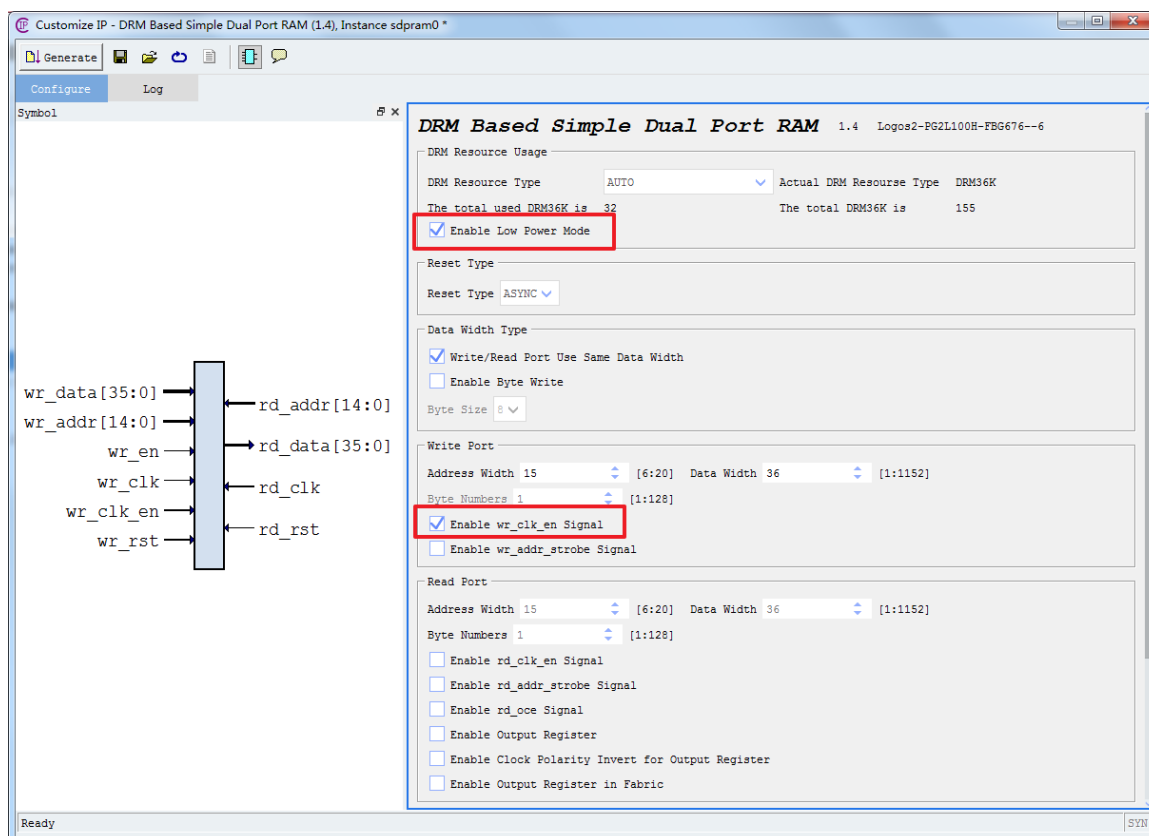 Customize IP - DRM Based Simple Dual Port RAM (1.4), Instance sdpram0 *
Generate
Configure Log
Symbol
wr_data[35:0]
wr_addr[14:0]
wr_en
wr_clk
wr_clk_en
wr_rst
rd_addr[14:0]
rd_data[35:0]
rd_clk
rd_rst
DRM Based Simple Dual Port RAM 1.4 Logos2-PG2L100H-FBG676--6
DRM Resource Usage
DRM Resource Type AUTO Actual DRM Resourse Type DRM36K
The total used DRM36K is 32 The total DRM36K is 155
Enable Low Power Mode
Reset Type
Reset Type ASYNC
Data Width Type
Write/Read Port Use Same Data Width
Enable Byte Write
Byte Size 8
Write Port
Address Width 15 [6:20] Data Width 36 [1:1152]
Byte Numbers 1 [1:128]
Enable wr_clk_en Signal
Enable wr_addr_strobe Signal
Read Port
Address Width 15 [6:20] Data Width 36 [1:1152]
Byte Numbers 1 [1:128]
Enable rd_clk_en Signal
Enable rd_addr_strobe Signal
Enable rd_oce Signal
Enable Output Register
Enable Clock Polarity Invert for Output Register
Enable Output Register in Fabric
Ready SYN